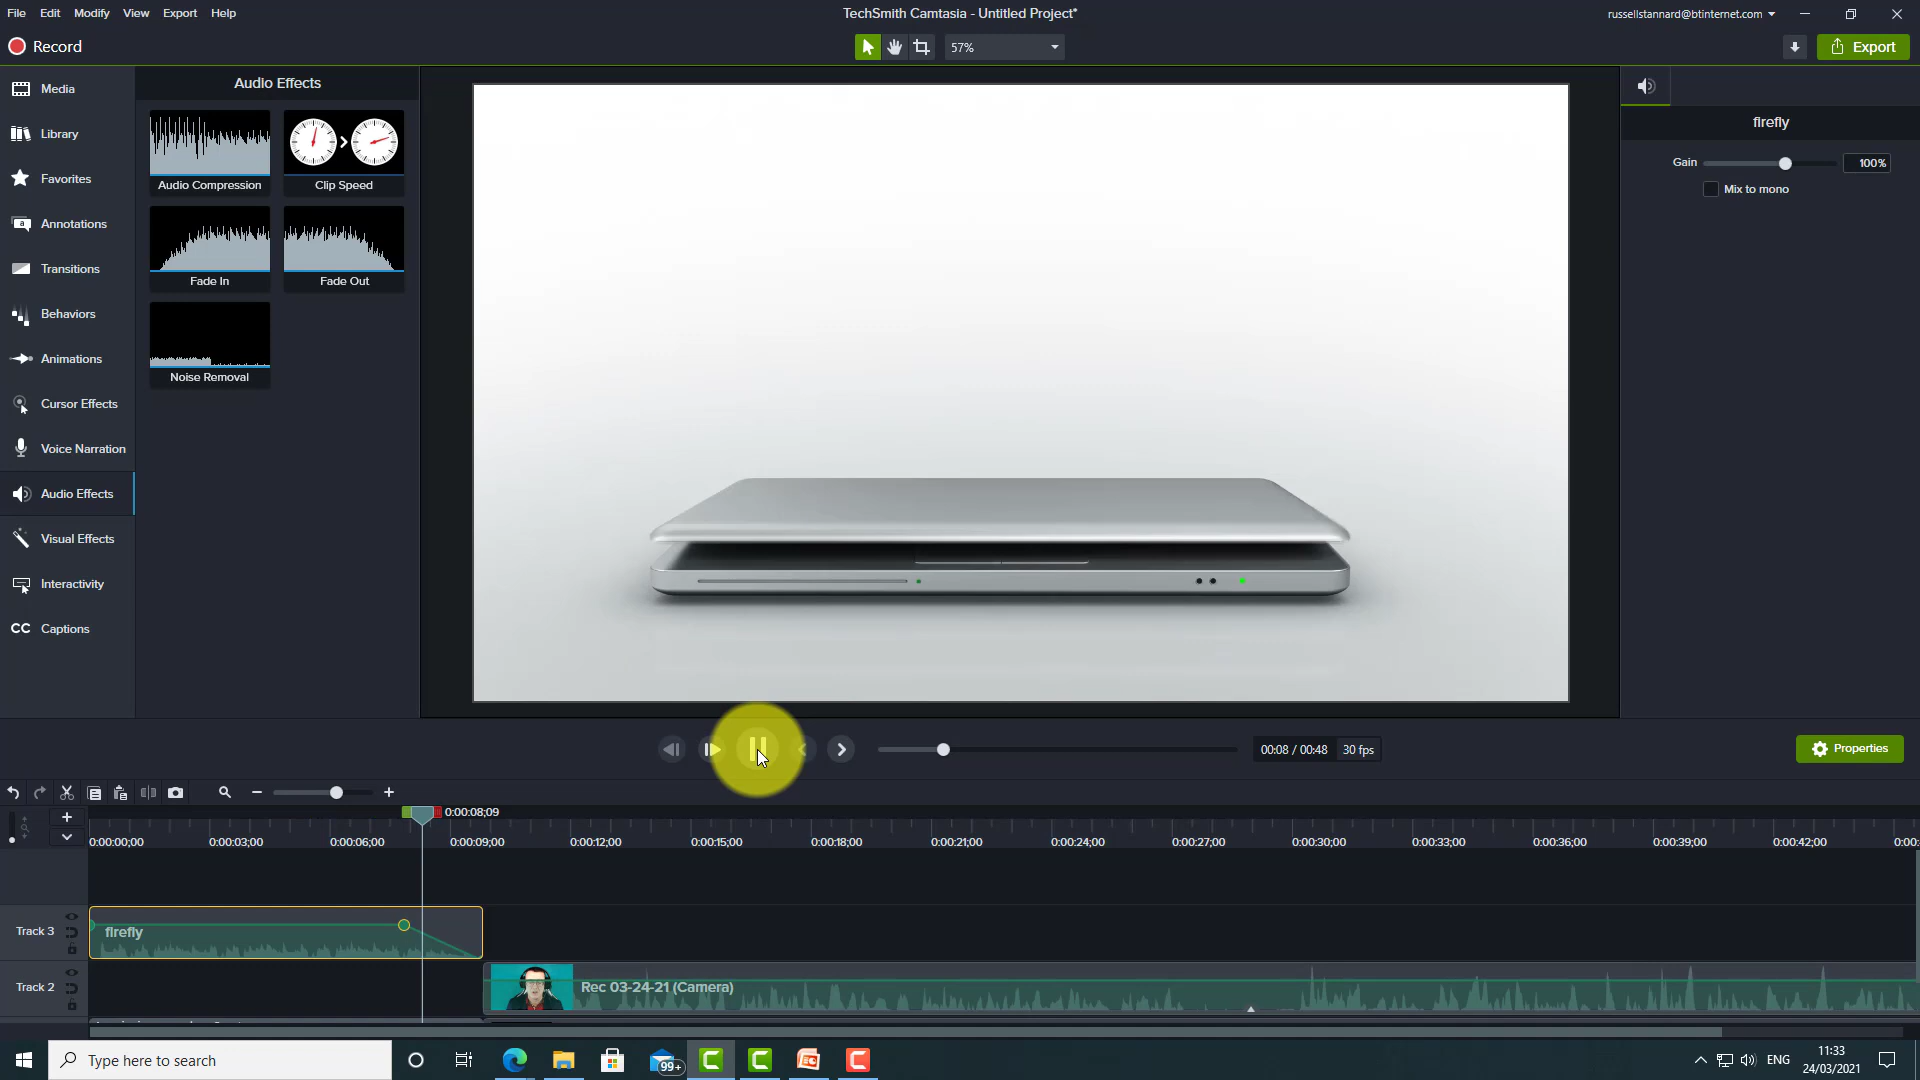 File Edit Modify View Export Help
TechSmith Camtasia - Untitled Project*
russellstannard@btinternet.com
Record
57%
Export
Media
Library
Favorites
Annotations
Transitions
Behaviors
Animations
Cursor Effects
Voice Narration
Audio Effects
Visual Effects
Interactivity
CC Captions
Audio Effects
Audio Compression
Clip Speed
Fade In
Fade Out
Noise Removal
firefly
Gain 100%
Mix to mono
00:08 / 00:48 30 fps
Properties
0:00:08;09
0:00:00;00 0:00:03;00 0:00:06;00 0:00:09;00 0:00:12;00 0:00:15;00 0:00:18;00 0:00:21;00 0:00:24;00 0:00:27;00 0:00:30;00 0:00:33;00 0:00:36;00 0:00:39;00 0:00:42;00 0:00:
Track 3
firefly
Track 2
Rec 03-24-21 (Camera)
Type here to search
99+
ENG
11:33
24/03/2021